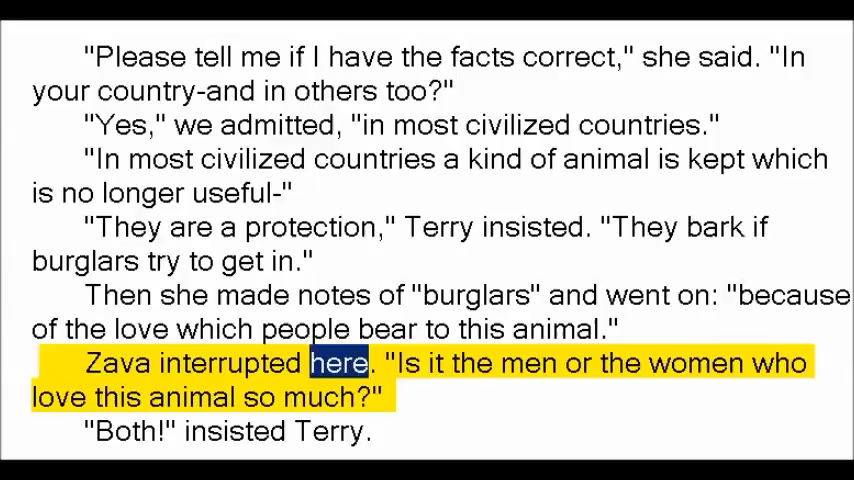 "Please tell me if I have the facts correct," she said. "In
your country-and in others too?"
"Yes," we admitted, "in most civilized countries."
"In most civilized countries a kind of animal is kept which
is no longer useful-"
"They are a protection," Terry insisted. "They bark if
burglars try to get in."
Then she made notes of "burglars" and went on: "because
of the love which people bear to this animal."
Zava interrupted here. "Is it the men or the women who
love this animal so much?"
"Both!" insisted Terry.